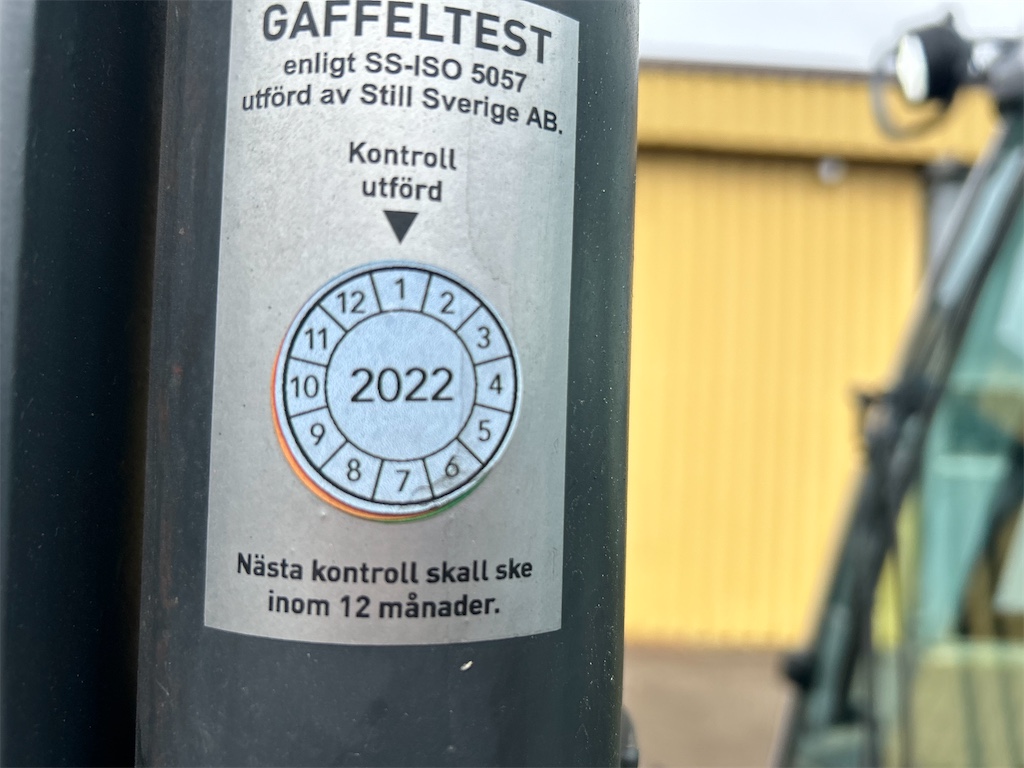 GAFFELTEST
enligt SS-ISO 5057
utförd av Still Sverige AB.
Kontroll
utförd
12 1 2
11 3
10 2022 4
9 5
8 7 6
Nästa kontroll skall ske
inom 12 månader.